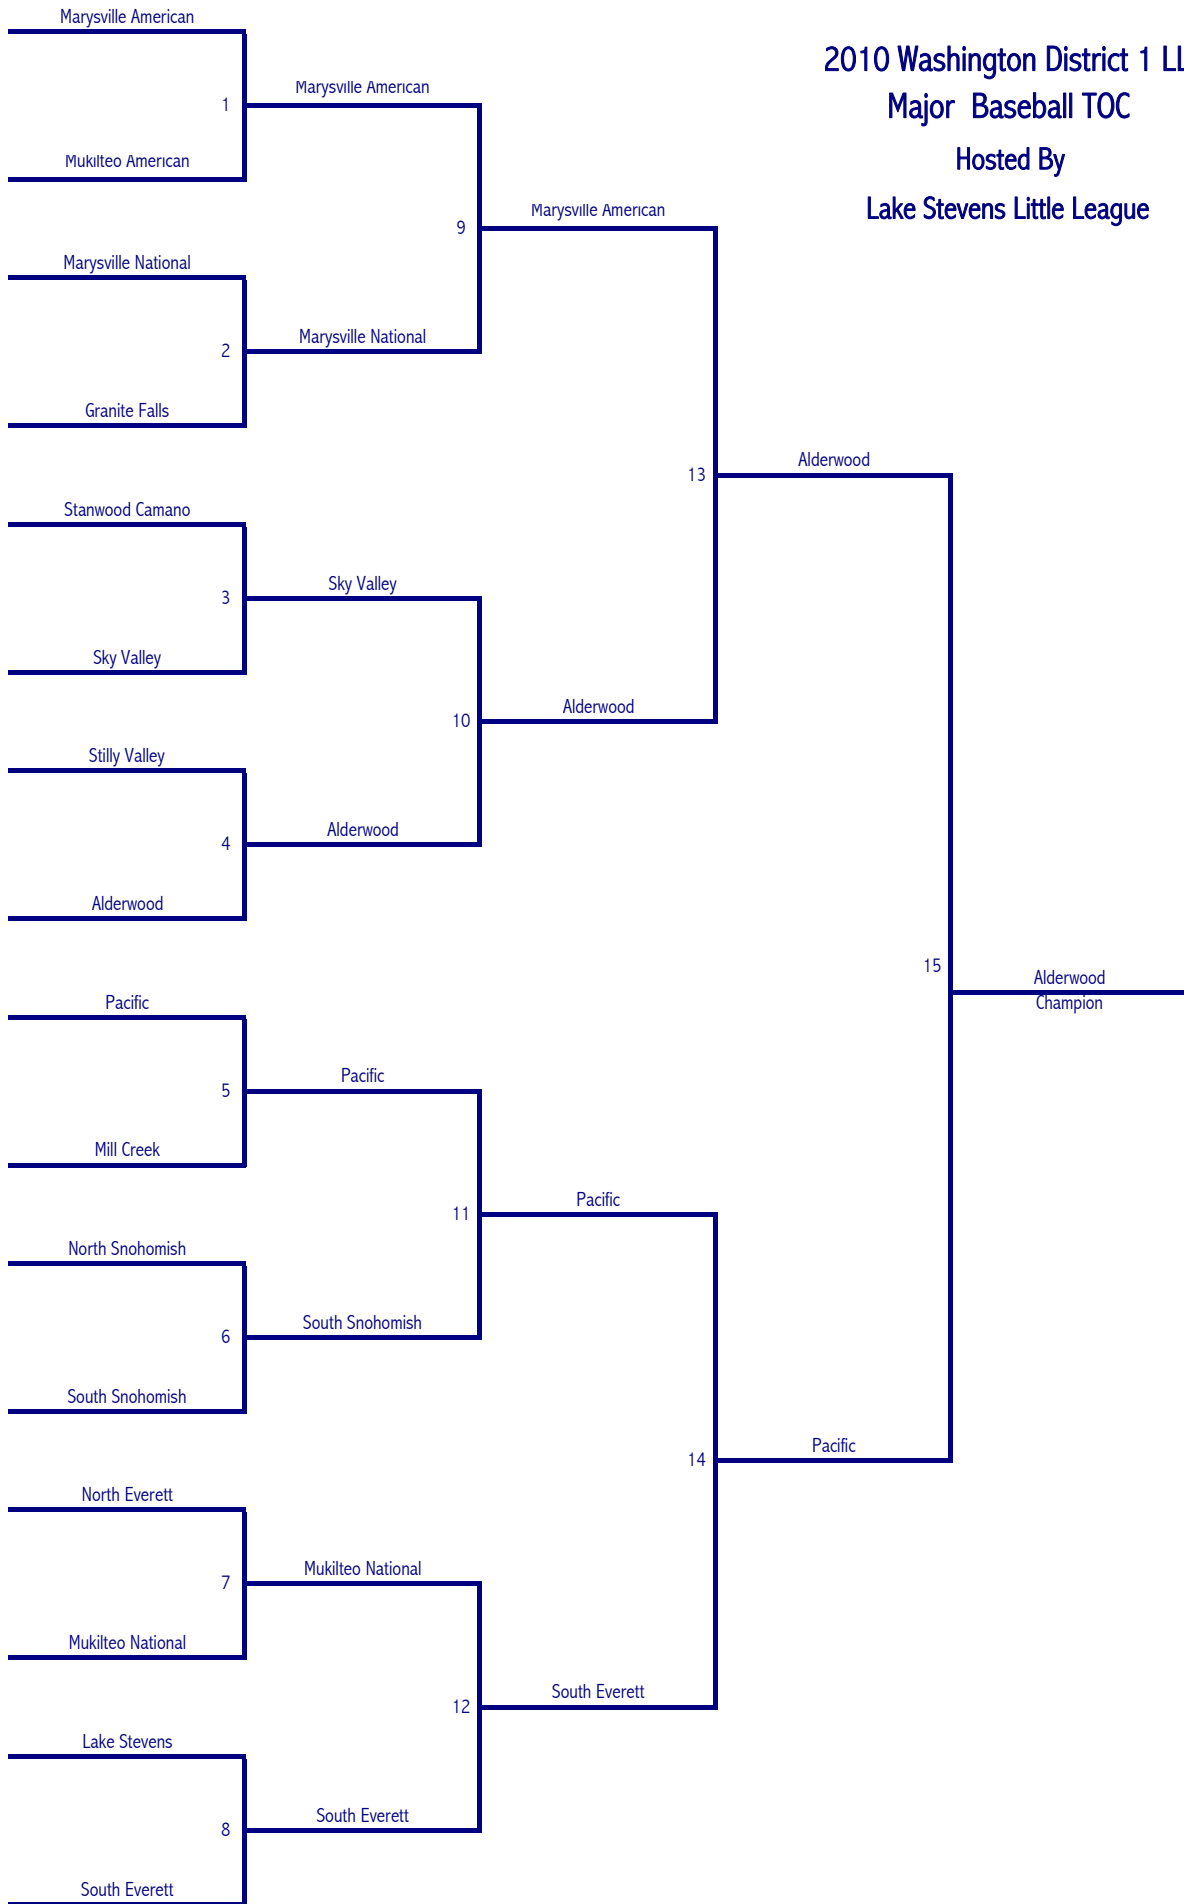 Marysville American
2010 Washington District 1 LL
Major Baseball TOC
Hosted By
Lake Stevens Little League
1
Marysville American
Mukilteo American
9
Marysville American
Marysville National
2
Marysville National
Granite Falls
13
Alderwood
Stanwood Camano
3
Sky Valley
Sky Valley
10
Alderwood
Stilly Valley
4
Alderwood
Alderwood
15
Alderwood
Champion
Pacific
5
Pacific
Mill Creek
11
Pacific
North Snohomish
6
South Snohomish
South Snohomish
14
Pacific
North Everett
7
Mukilteo National
Mukilteo National
12
South Everett
Lake Stevens
8
South Everett
South Everett